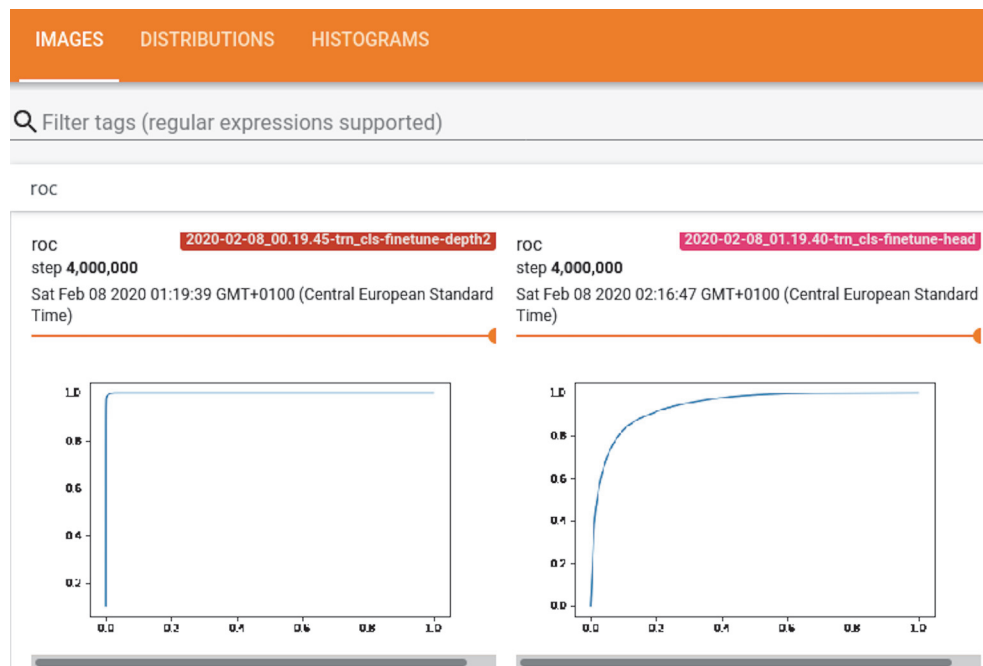 IMAGES DISTRIBUTIONS HISTOGRAMS
Filter tags (regular expressions supported)
roc
roc 2020-02-08_00.19.45-trn_cls-finetune-depth2
step 4,000,000
Sat Feb 08 2020 01:19:39 GMT+0100 (Central European Standard
Time)
1.0
0.8
0.6
0.4
0.2
0.0 0.2 0.4 0.6 0.8 1.0
roc 2020-02-08_01.19.40-trn_cls-finetune-head
step 4,000,000
Sat Feb 08 2020 02:16:47 GMT+0100 (Central European Standard
Time)
1.0
0.8
0.6
0.4
0.2
0.0
0.0 0.2 0.4 0.6 0.8 1.0